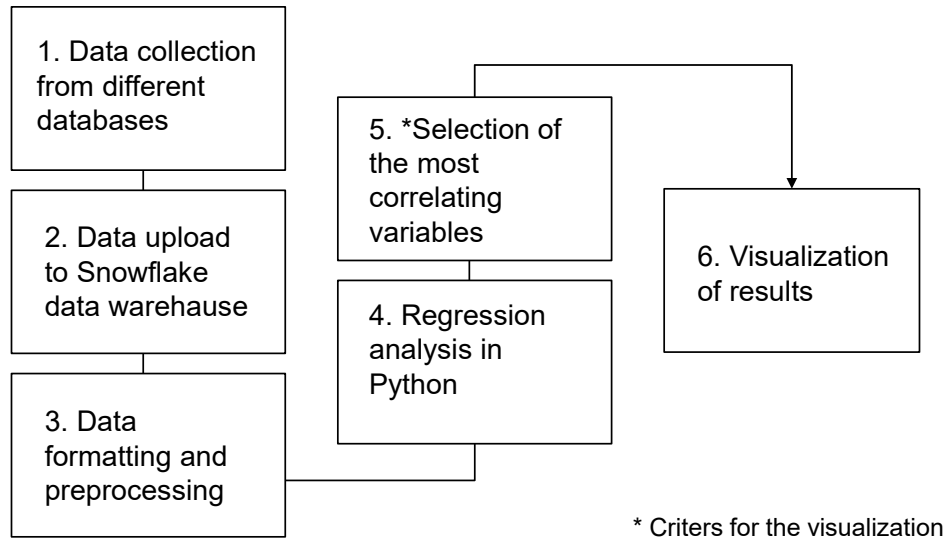 1. Data collection
from different
databases
2. Data upload
to Snowflake
data warehause
3. Data
formatting and
preprocessing
4. Regression
analysis in
Python
5. *Selection of
the most
correlating
variables
6. Visualization
of results
* Criters for the visualization